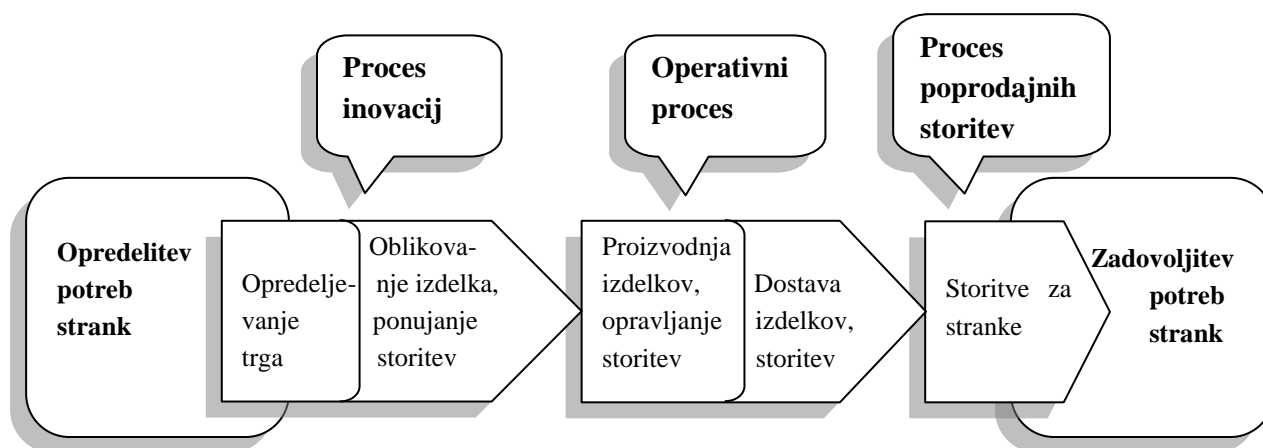 Proces
inovacij
Operativni
proces
Proces
poprodajnih
storitev
Opredelitev
potreb
strank
Opredelje-
vanje
trga
Oblikova-
nje izdelka,
ponujanje
storitev
Proizvodnja
izdelkov,
opravljanje
storitev
Dostava
izdelkov,
storitev
Storitve za
stranke
Zadovoljitev
potreb
strank